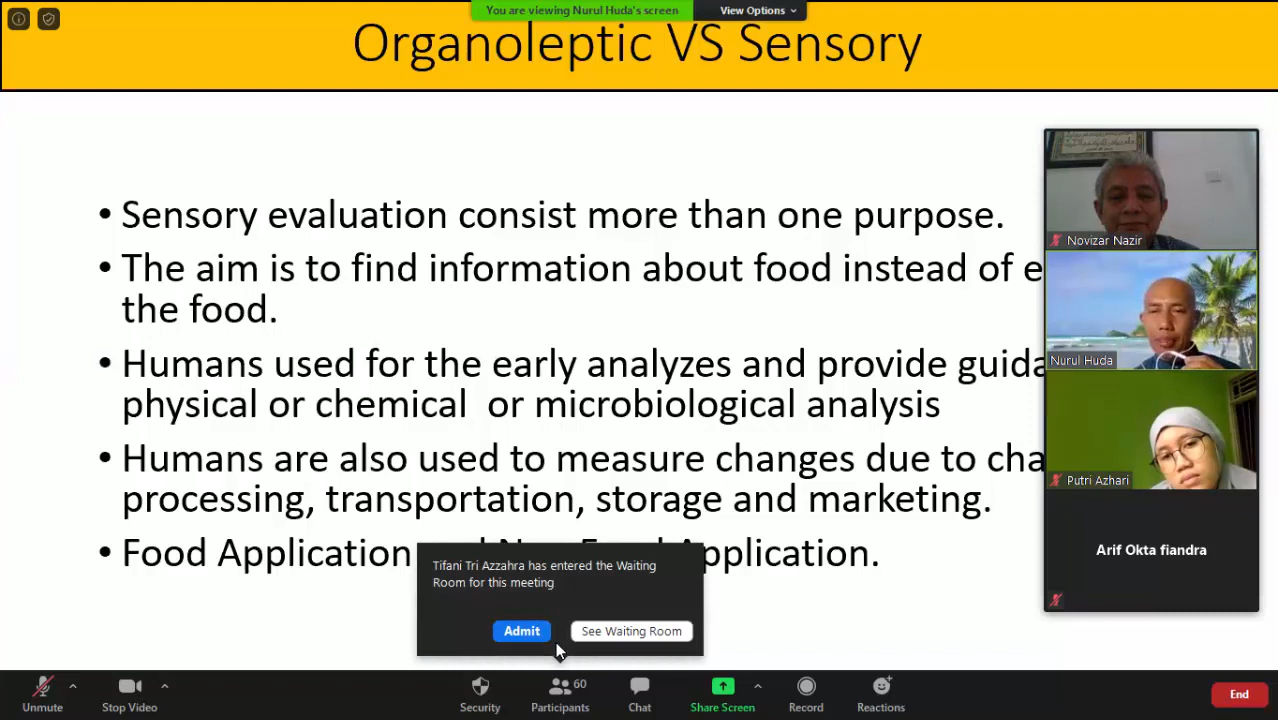 You are viewing Nurul Huda's screen
View Options
Organoleptic VS Sensory
• Sensory evaluation consist more than one purpose.
• The aim is to find information about food instead of e
the food.
• Humans used for the early analyzes and provide guida
physical or chemical or microbiological analysis
• Humans are also used to measure changes due to cha
processing, transportation, storage and marketing.
• Food Application Application.
Novizar Nazir
Nurul Huda
Putri Azhari
Arif Okta fiandra
Tifani Tri Azzahra has entered the Waiting
Room for this meeting
Admit
See Waiting Room
Unmute
Stop Video
Security
60
Participants
Chat
Share Screen
Record
Reactions
End